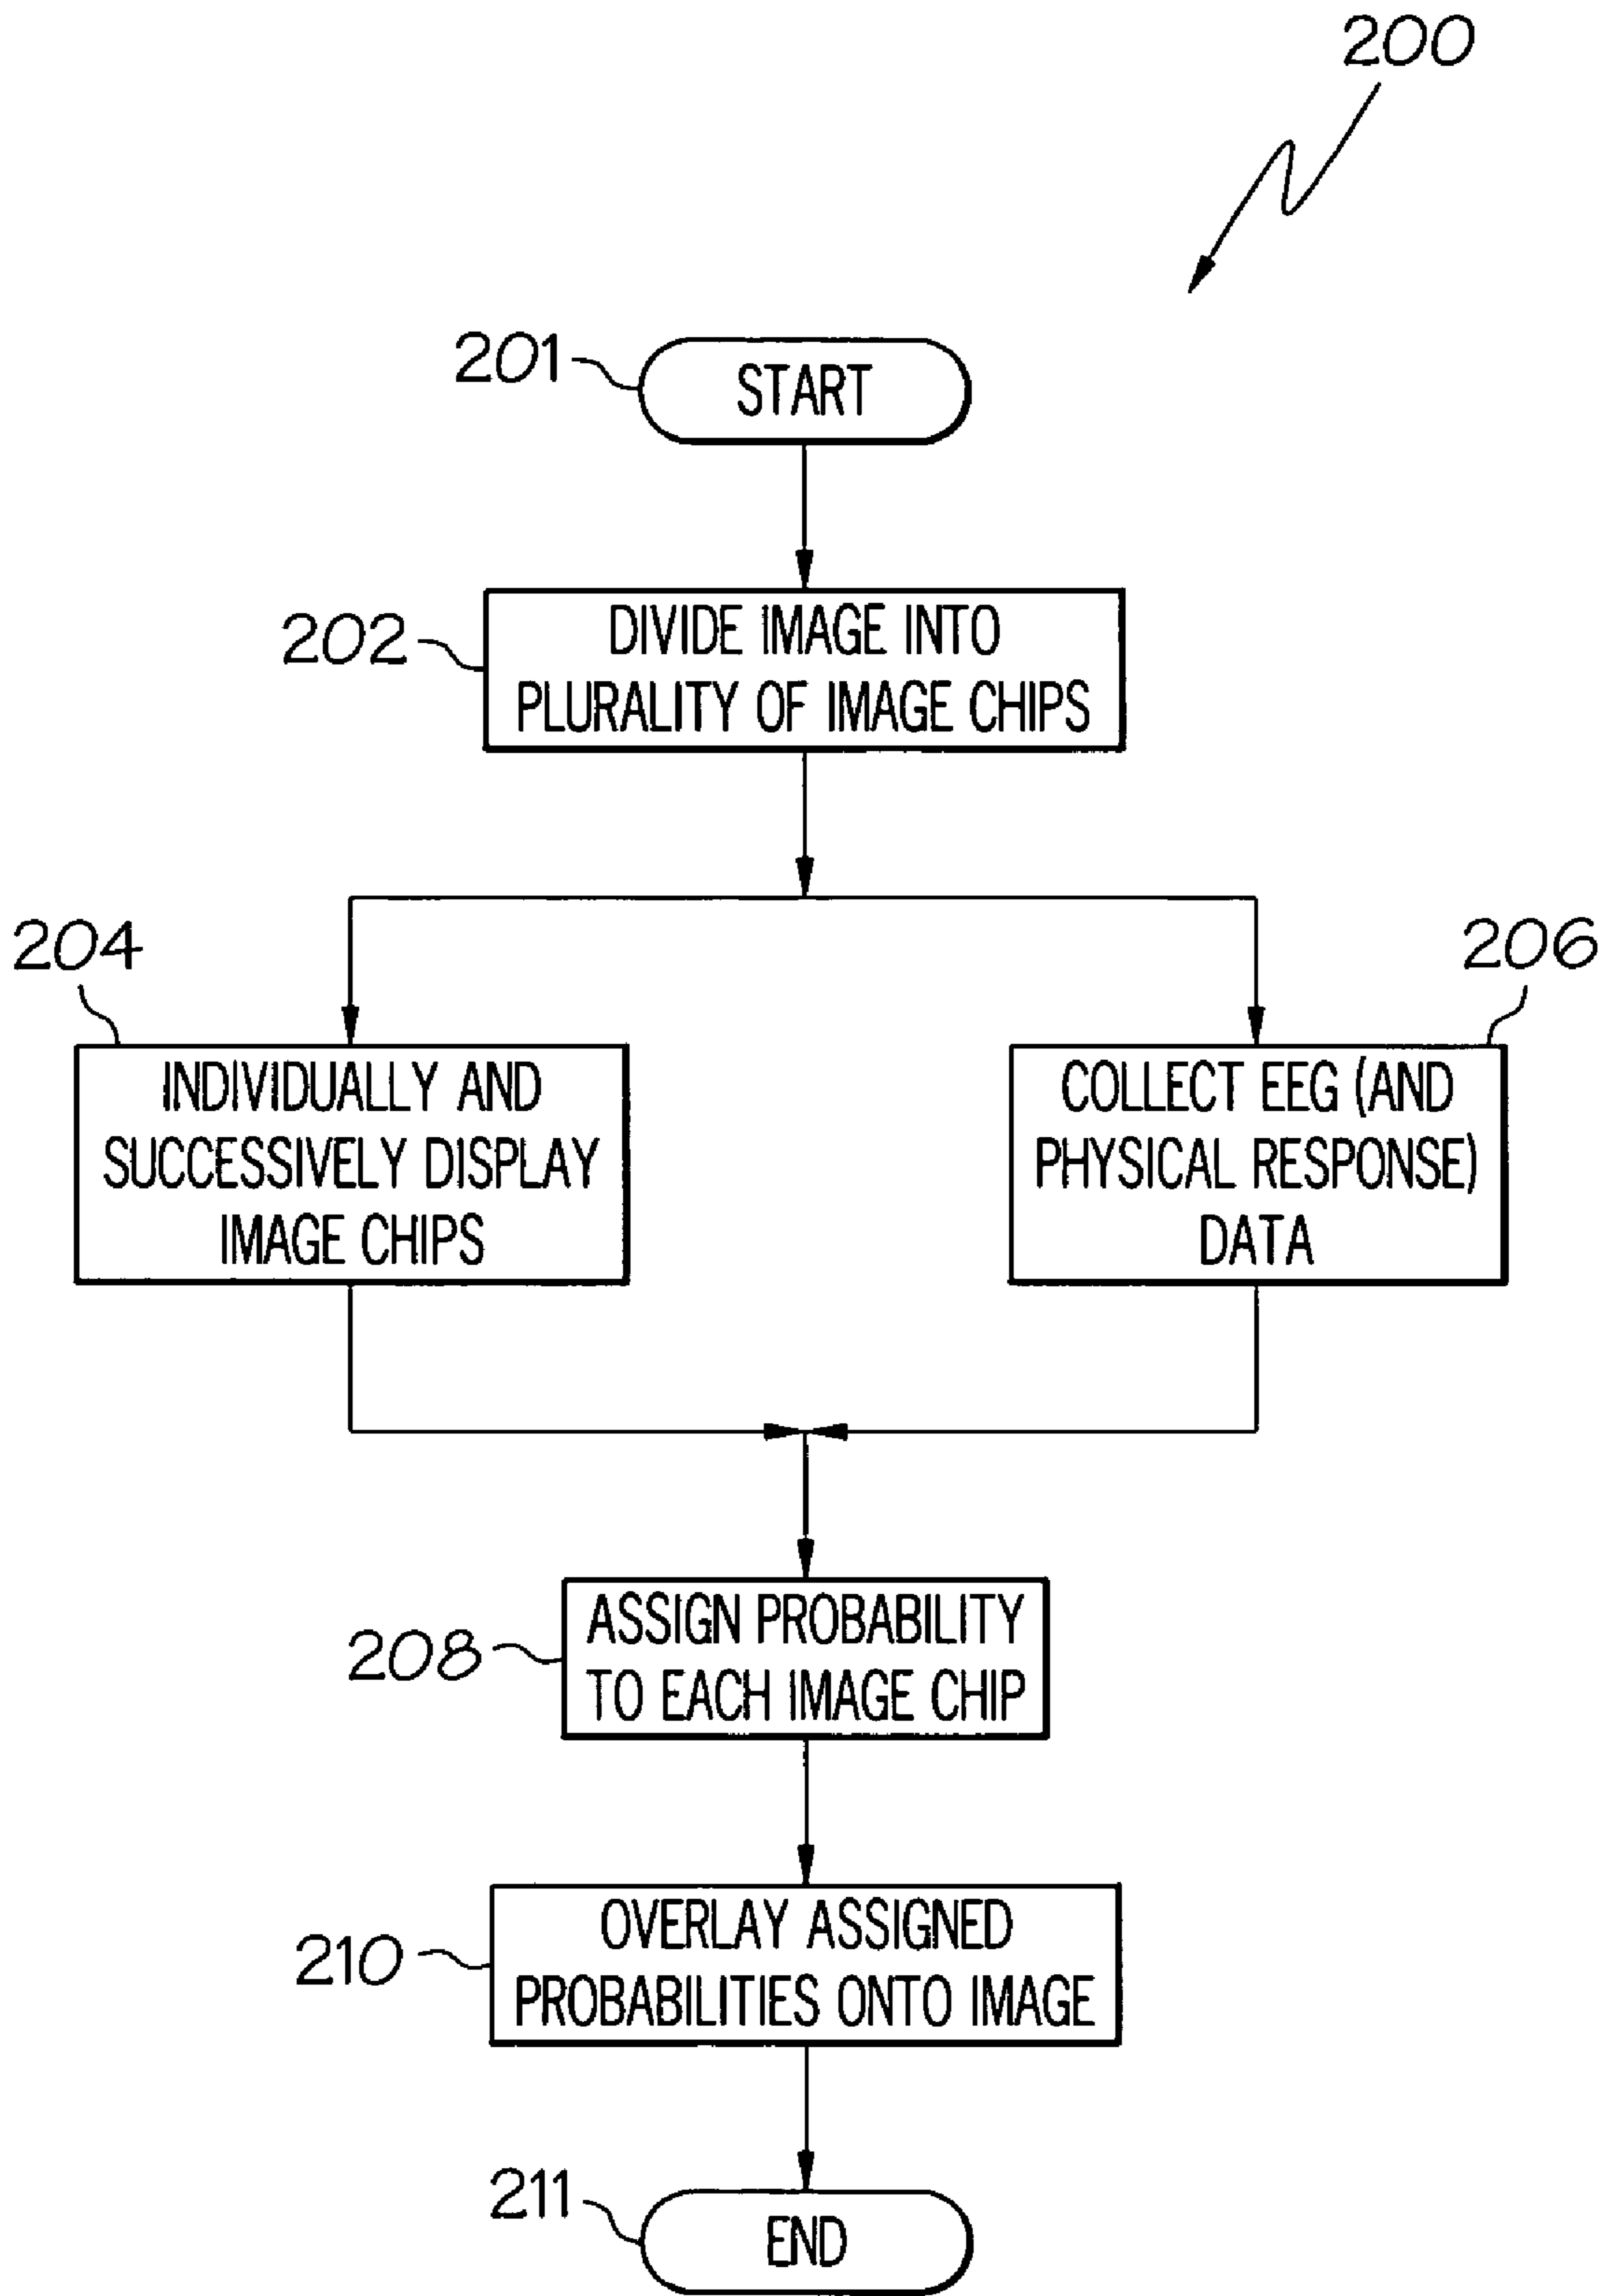 200
201
START
202
DIVIDE IMAGE INTO
PLURALITY OF IMAGE CHIPS
204
INDIVIDUALLY AND
SUCCESSIVELY DISPLAY
IMAGE CHIPS
206
COLLECT EEG (AND
PHYSICAL RESPONSE)
DATA
208
ASSIGN PROBABILITY
TO EACH IMAGE CHIP
210
OVERLAY ASSIGNED
PROBABILITIES ONTO IMAGE
211
END